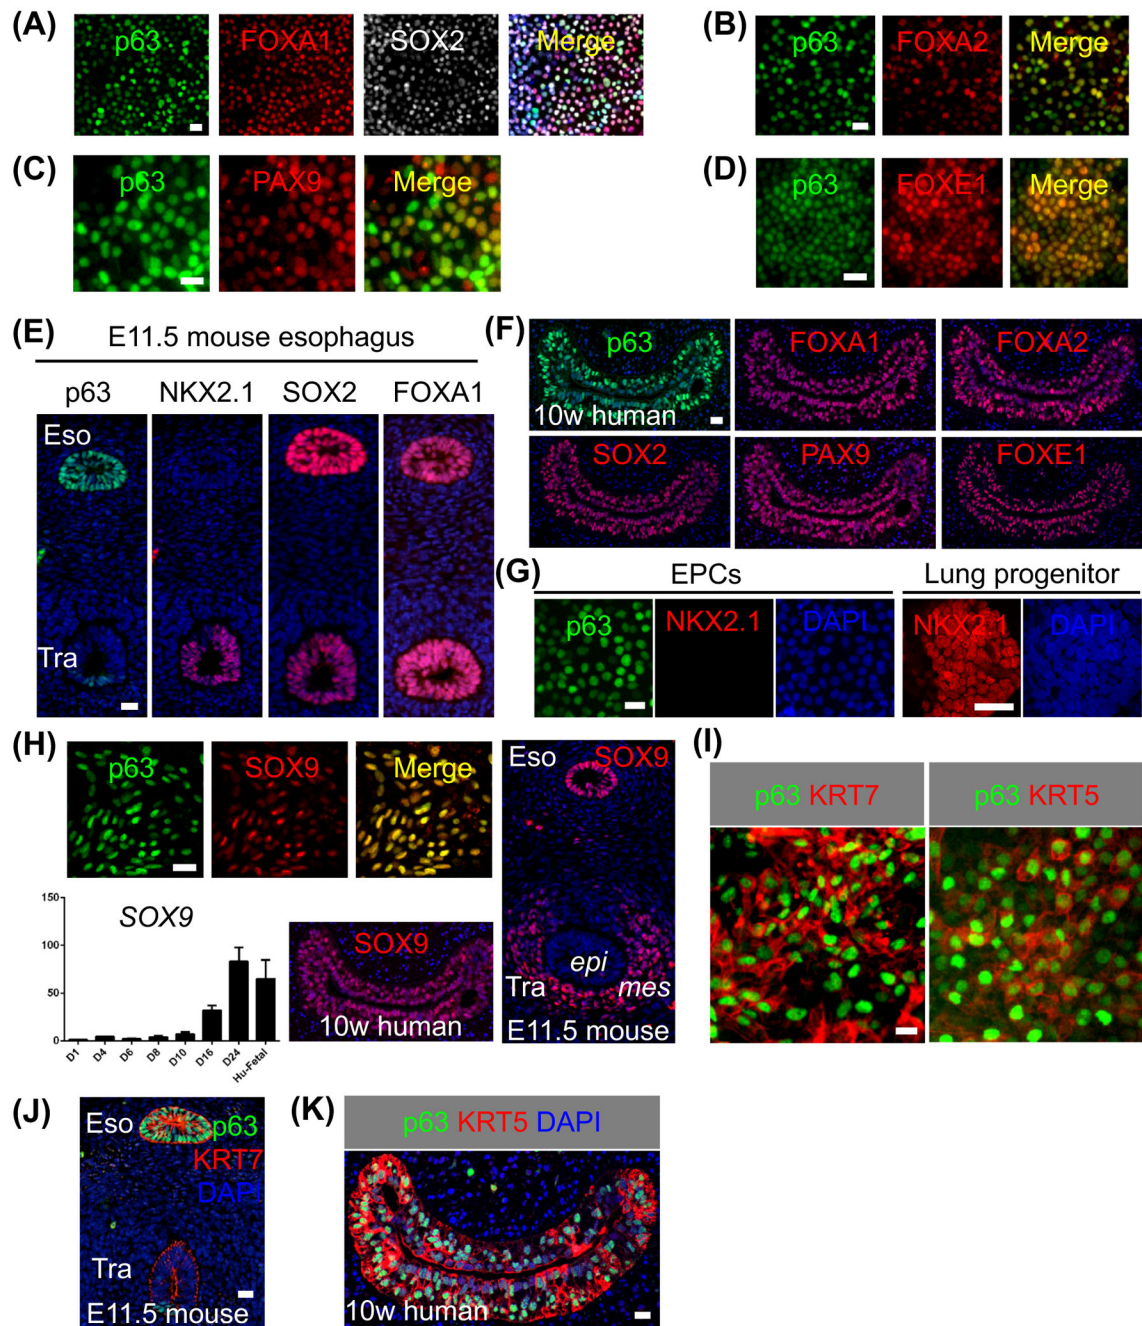 (A)
p63
FOXA1
SOX2
Merge
(B)
p63
FOXA2
Merge
(C)
p63
PAX9
Merge
(D)
p63
FOXE1
Merge
(E)
E11.5 mouse esophagus
p63
NKX2.1
SOX2
FOXA1
Eso
Tra
(F)
p63
FOXA1
FOXA2
10w human
SOX2
PAX9
FOXE1
(G)
EPCs
Lung progenitor
p63
NKX2.1
DAPI
NKX2.1
DAPI
(H)
p63
SOX9
Merge
150
100
50
0
SOX9
D1
D4
D6
D8
D10
D16
D24
Hu-Fetal
SOX9
10w human
Eso
SOX9
epi
Tra
mes
E11.5 mouse
(I)
p63 KRT7
p63 KRT5
(J)
Eso
p63
KRT7
DAPI
Tra
E11.5 mouse
(K)
p63 KRT5 DAPI
10w human